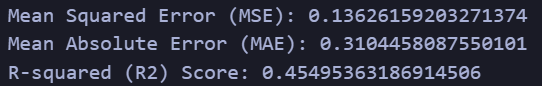 Mean Squared Error (MSE): 0.13626159203271374
Mean Absolute Error (MAE): 0.3104458087550101
R-squared (R2) Score: 0.45495363186914506